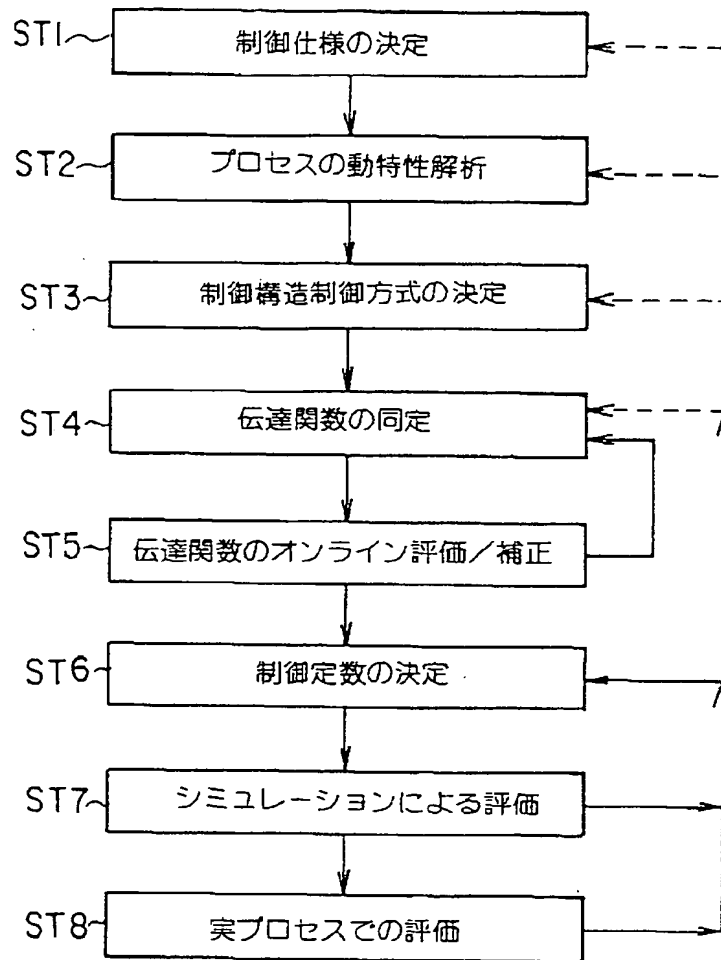 ST1 制御仕様の決定
ST2 プロセスの動特性解析
ST3 制御構造制御方式の決定
ST4 伝達関数の同定
ST5 伝達関数のオンライン評価/補正
ST6 制御定数の決定
ST7 シミュレーションによる評価
ST8 実プロセスでの評価